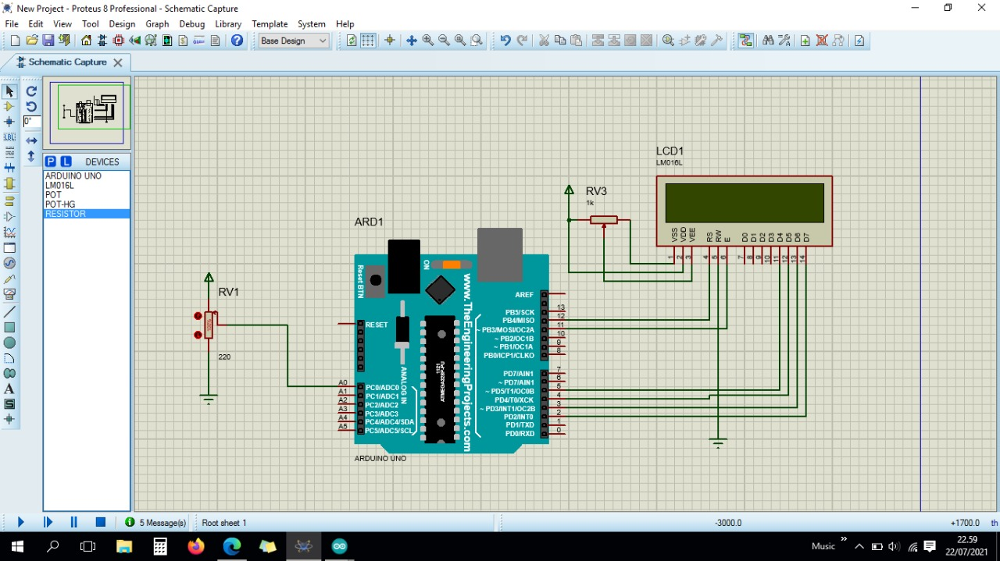 New Project - Proteus 8 Professional - Schematic Capture
File Edit View Tool Design Graph Debug Library Template System Help
Base Design
Schematic Capture
0°
LBL
P L DEVICES
ARDUINO UNO
LM016L
POT
POT-HG
RESISTOR
A
S
LCD1
LM016L
VSS VDD VEE RS RW E D0 D1 D2 D3 D4 D5 D6 D7
1 2 3 4 5 6 7 8 9 10 11 12 13 14
RV3
1k
ARD1
Reset BTN
ON
www.TheEngineeringProjects.com
ANALOG IN
1121
ATMEGA328P-PU
RESET
A0 PC0/ADC0
A1 PC1/ADC1
A2 PC2/ADC2
A3 PC3/ADC3
A4 PC4/ADC4/SDA
A5 PC5/ADC5/SCL
AREF
PB5/SCK 13
PB4/MISO 12
~ PB3/MOSI/OC2A 11
~ PB2/OC1B 10
~ PB1/OC1A 9
PB0/ICP1/CLKO 8
PD7/AIN1 7
~ PD7/AIN1 6
~ PD5/T1/OC0B 5
PD4/T0/XCK 4
~ PD3/INT1/OC2B 3
PD2/INT0 2
PD1/TXD 1
PD0/RXD 0
ARDUINO UNO
RV1
220
5 Message(s)
Root sheet 1
-3000.0
+1700.0
th
Music
22.59
22/07/2021